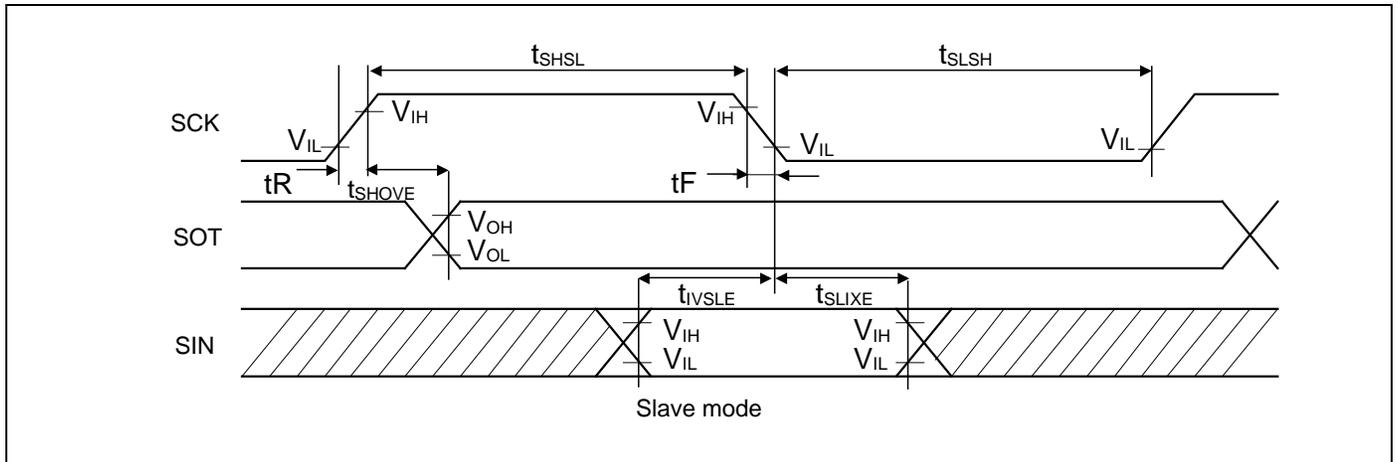 tSHSL
tSLSH
SCK
VIH
VIH
VIL
VIL
VIL
tR
tSHOVE
tF
SOT
VOH
VOL
tIVSLE
tSLIXE
SIN
VIH
VIH
VIL
VIL
Slave mode